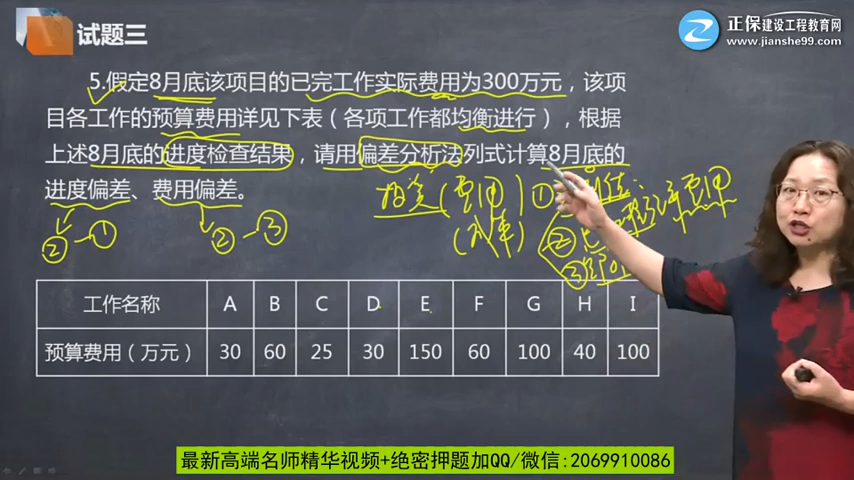 试题三
正保建设工程教育网
www.jianshe99.com
5.假定8月底该项目的已完工作实际费用为300万元，该项
目各工作的预算费用详见下表（各项工作都均衡进行），根据
上述8月底的进度检查结果，请用偏差分析法列式计算8月底的
进度偏差、费用偏差。
②-① ②-③
①
②
③
工作名称 A B C D E F G H I
预算费用（万元） 30 60 25 30 150 60 100 40 100
最新高端名师精华视频+绝密押题加QQ/微信:2069910086